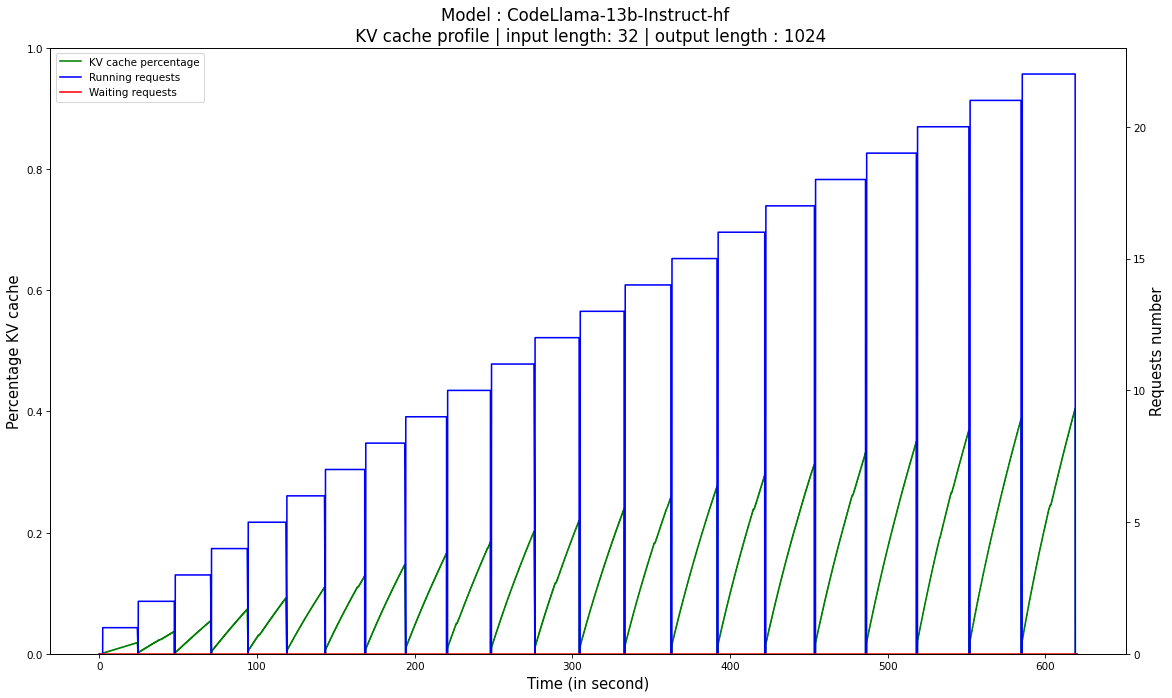 Model : CodeLlama-13b-Instruct-hf
KV cache profile | input length: 32 | output length : 1024
KV cache percentage
Running requests
Waiting requests
Percentage KV cache
1.0
0.8
0.6
0.4
0.2
0.0
20
15
10
5
0
Requests number
0 100 200 300 400 500 600
Time (in second)